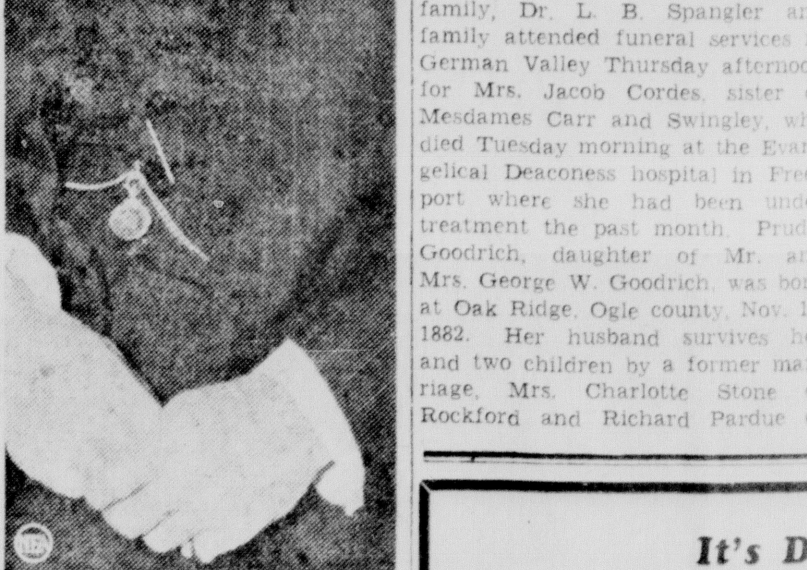 family, Dr. L. B. Spangler an
family attended funeral services
German Valley Thursday afternoo
for Mrs. Jacob Cordes, sister
Mesdames Carr and Swingley, wh
died Tuesday morning at the Evan
gelical Deaconess hospital in Free
port where she had been unde
treatment the past month. Prud
Goodrich, daughter of Mr. an
Mrs. George W. Goodrich, was bor
at Oak Ridge, Ogle county, Nov.
1882. Her husband survives he
and two children by a former mar
riage, Mrs. Charlotte Stone
Rockford and Richard Pardue
NEA
It's D